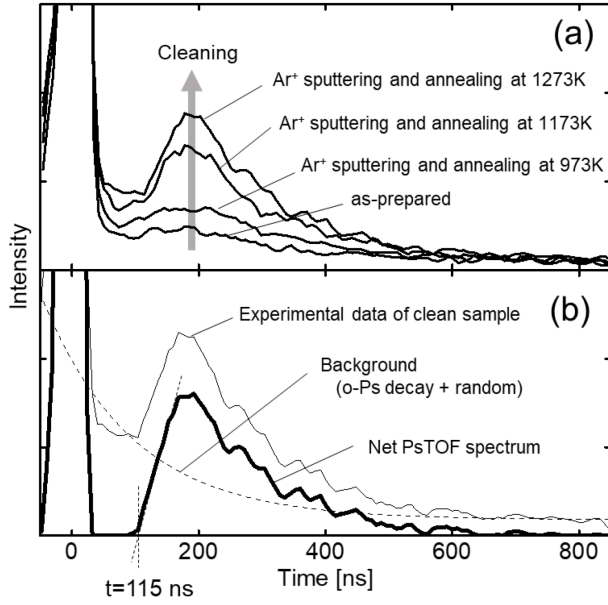 (a)
Cleaning
Ar⁺ sputtering and annealing at 1273K
Ar⁺ sputtering and annealing at 1173K
Ar⁺ sputtering and annealing at 973K
as-prepared
Intensity
(b)
Experimental data of clean sample
Background
(o-Ps decay + random)
Net PsTOF spectrum
0 200 400 600 800
t=115 ns
Time [ns]